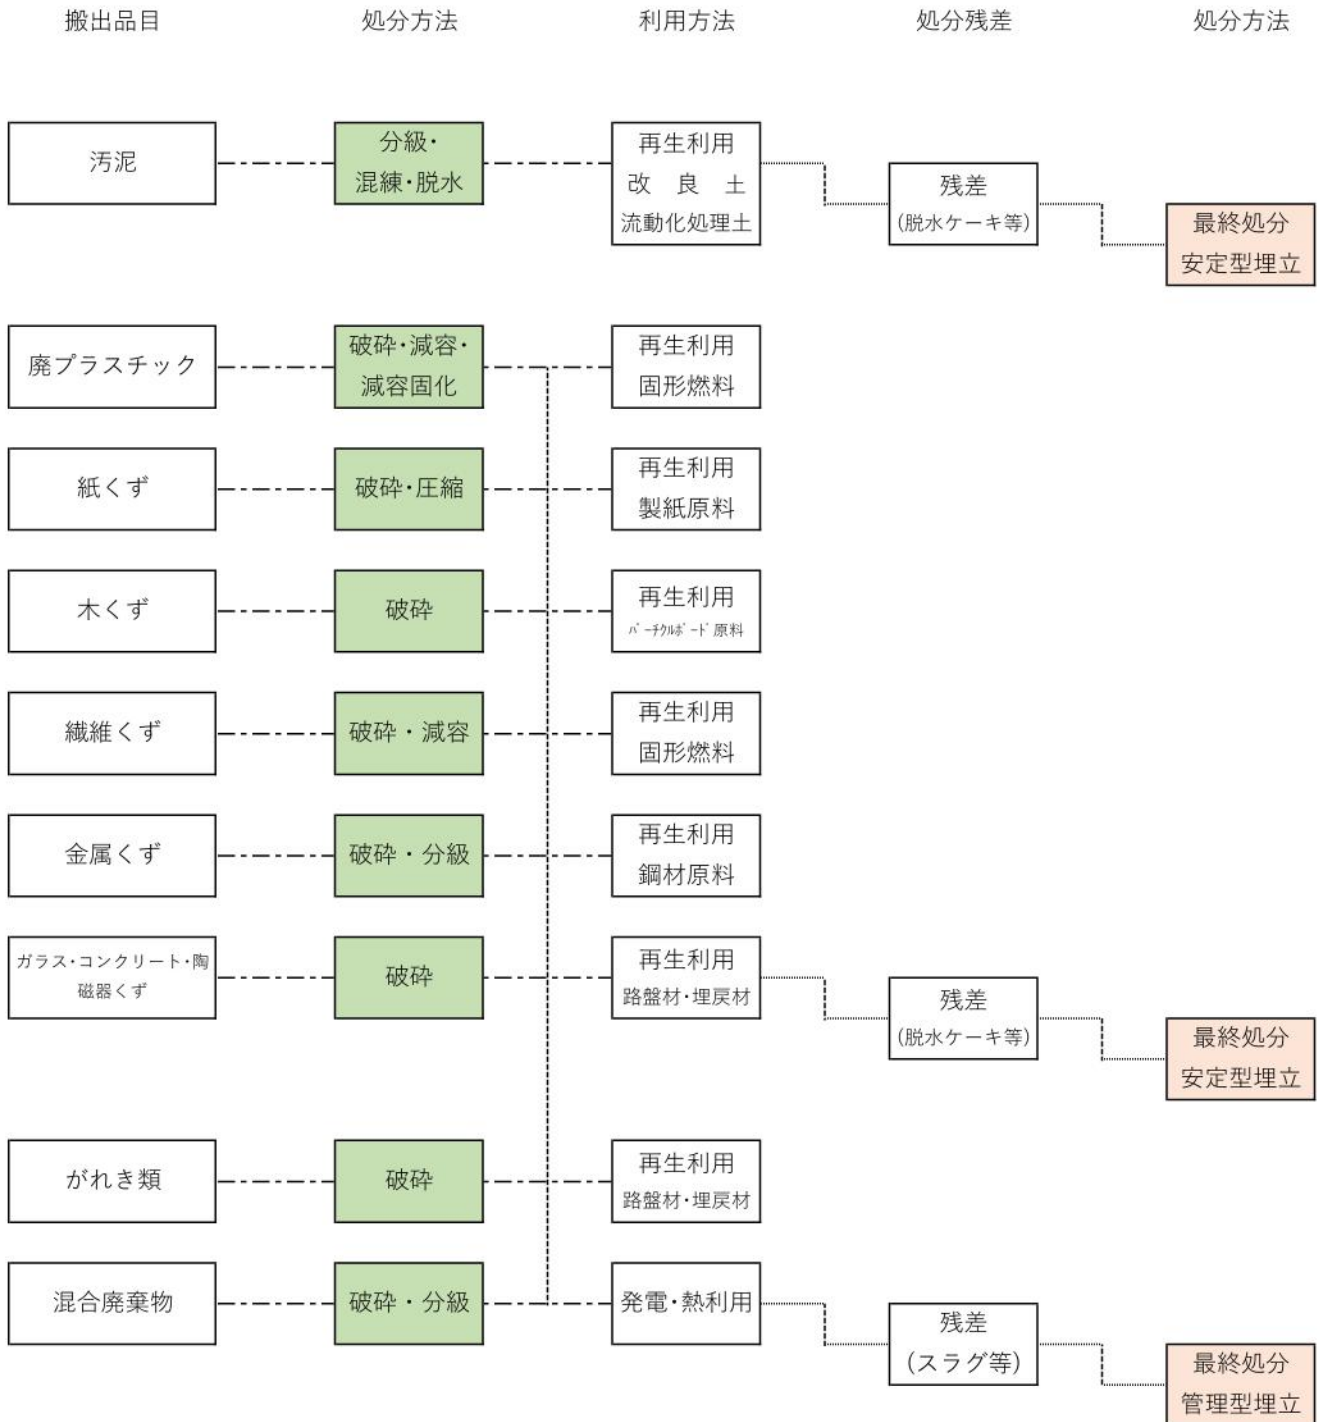 搬出品目 処分方法 利用方法 処分残差 処分方法
汚泥
分級・
混練・脱水
再生利用
改 良 土
流動化処理土
残差
(脱水ケーキ等)
最終処分
安定型埋立
廃プラスチック
破砕・減容・
減容固化
再生利用
固形燃料
紙くず
破砕・圧縮
再生利用
製紙原料
木くず
破砕
再生利用
ﾊﾟｰﾁｸﾙﾎﾞｰﾄﾞ原料
繊維くず
破砕・減容
再生利用
固形燃料
金属くず
破砕・分級
再生利用
鋼材原料
ガラス・コンクリート・陶
磁器くず
破砕
再生利用
路盤材・埋戻材
残差
(脱水ケーキ等)
最終処分
安定型埋立
がれき類
破砕
再生利用
路盤材・埋戻材
混合廃棄物
破砕・分級
発電・熱利用
残差
(スラグ等)
最終処分
管理型埋立